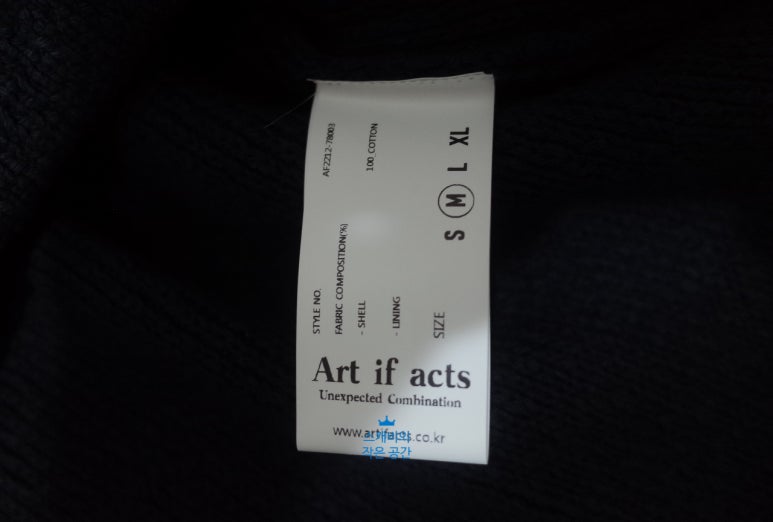 STYLE NO. AF2212-78003
FABRIC COMPOSITION(%)
- SHELL 100 COTTON
- LINING
SIZE S M L XL
Art if acts
Unexpected Combination
www.artifacts.co.kr
작은 공간